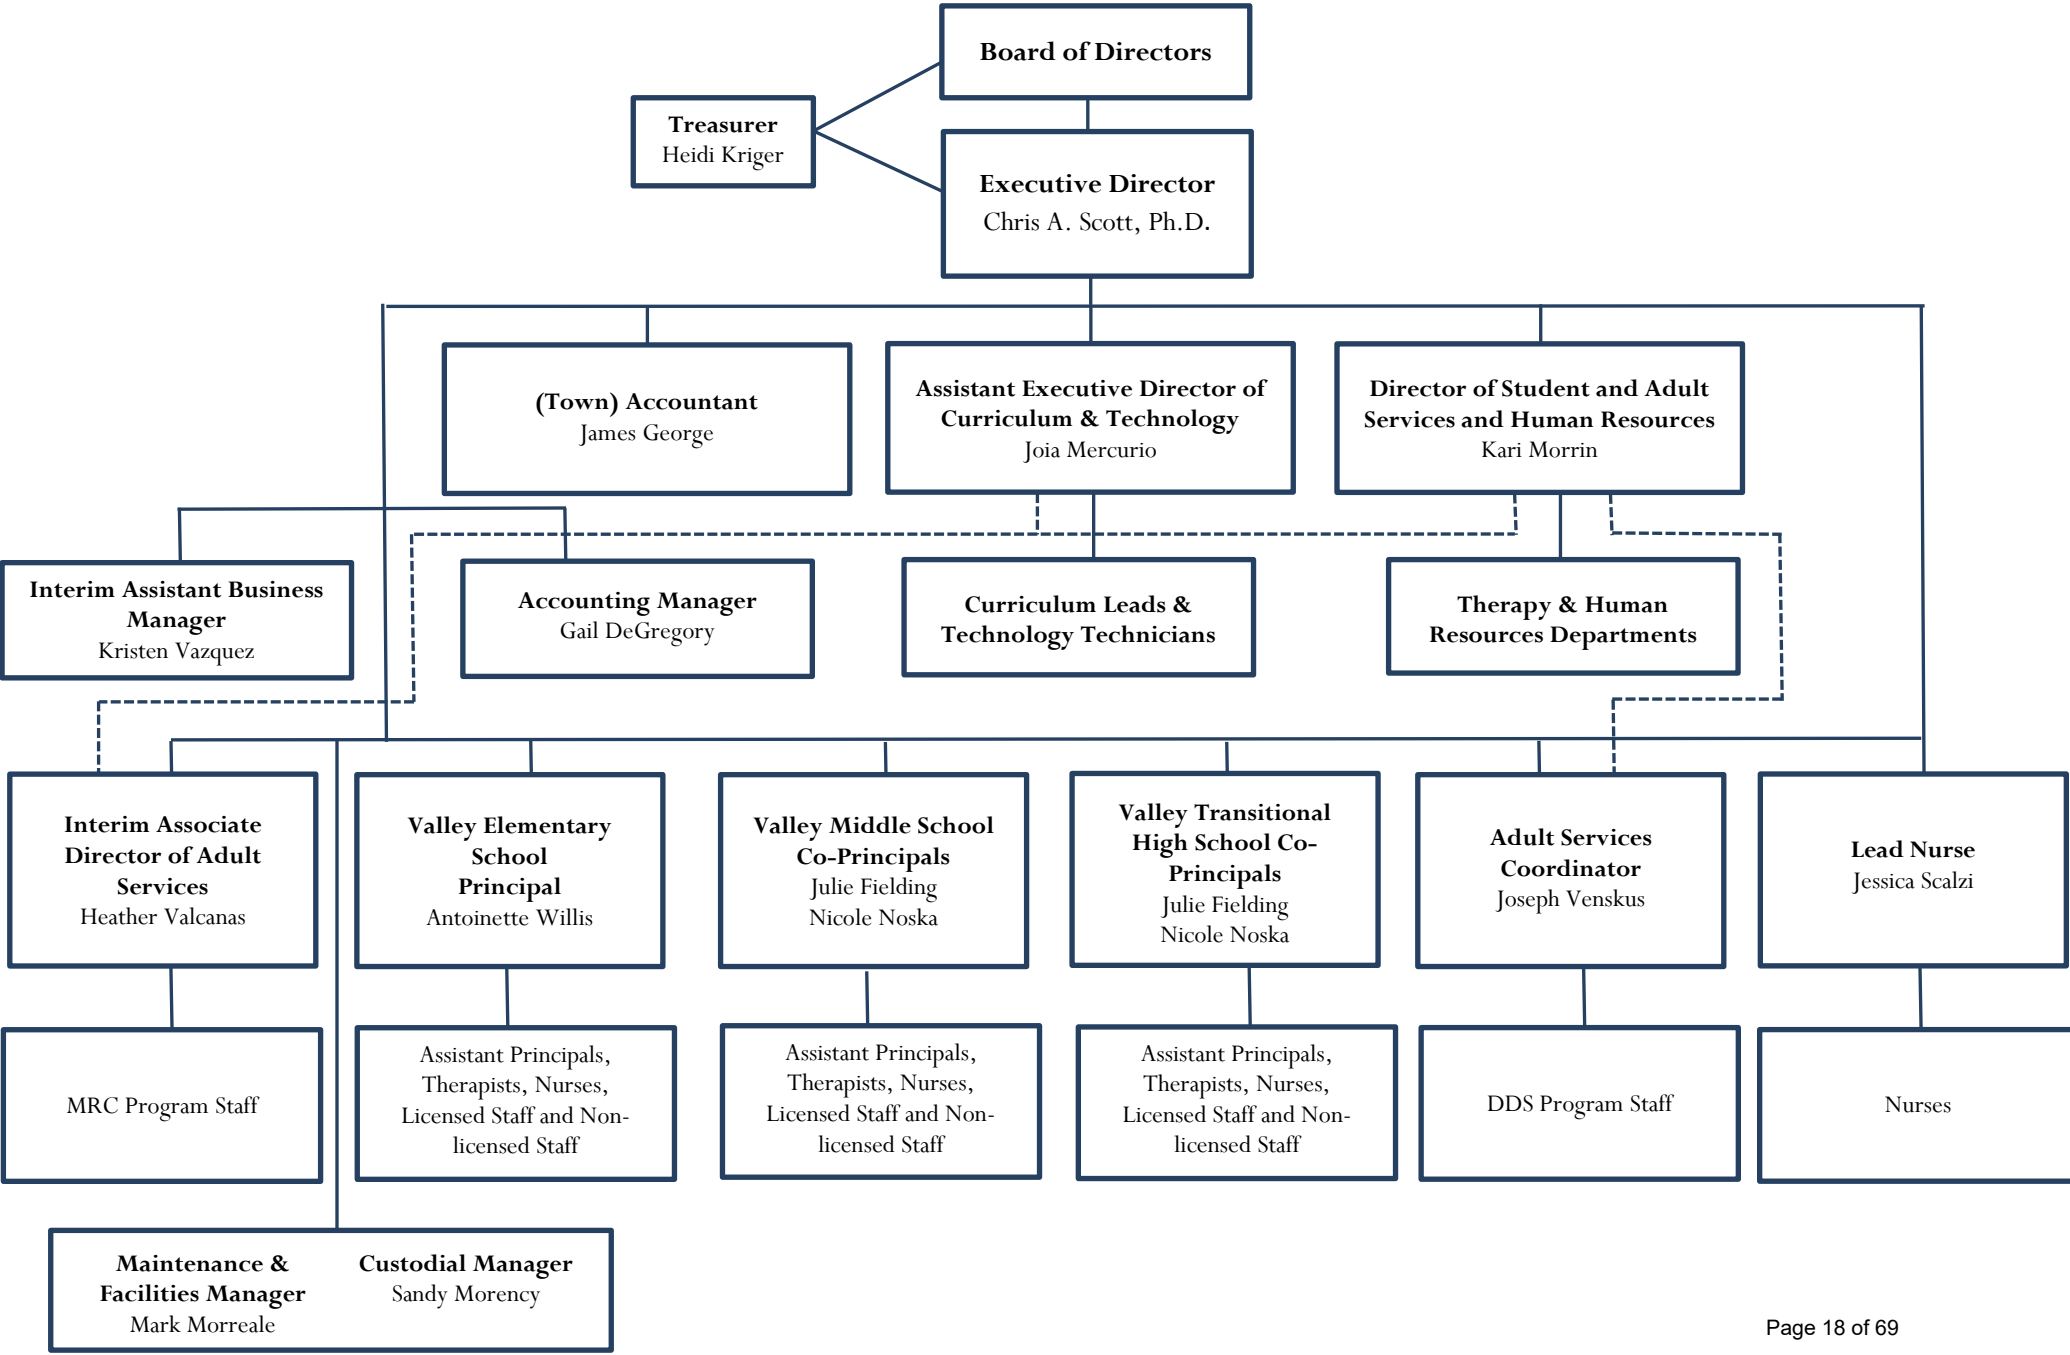 Board of Directors
Treasurer
Heidi Kriger
Executive Director
Chris A. Scott, Ph.D.
(Town) Accountant
James George
Assistant Executive Director of
Curriculum & Technology
Joia Mercurio
Director of Student and Adult
Services and Human Resources
Kari Morrin
Interim Assistant Business
Manager
Kristen Vazquez
Accounting Manager
Gail DeGregory
Curriculum Leads &
Technology Technicians
Therapy & Human
Resources Departments
Interim Associate
Director of Adult
Services
Heather Valcanas
Valley Elementary
School
Principal
Antoinette Willis
Valley Middle School
Co-Principals
Julie Fielding
Nicole Noska
Valley Transitional
High School Co-
Principals
Julie Fielding
Nicole Noska
Adult Services
Coordinator
Joseph Venskus
Lead Nurse
Jessica Scalzi
MRC Program Staff
Assistant Principals,
Therapists, Nurses,
Licensed Staff and Non-
licensed Staff
Assistant Principals,
Therapists, Nurses,
Licensed Staff and Non-
licensed Staff
Assistant Principals,
Therapists, Nurses,
Licensed Staff and Non-
licensed Staff
DDS Program Staff
Nurses
Maintenance &
Facilities Manager
Mark Morreale
Custodial Manager
Sandy Morency
Page 18 of 69